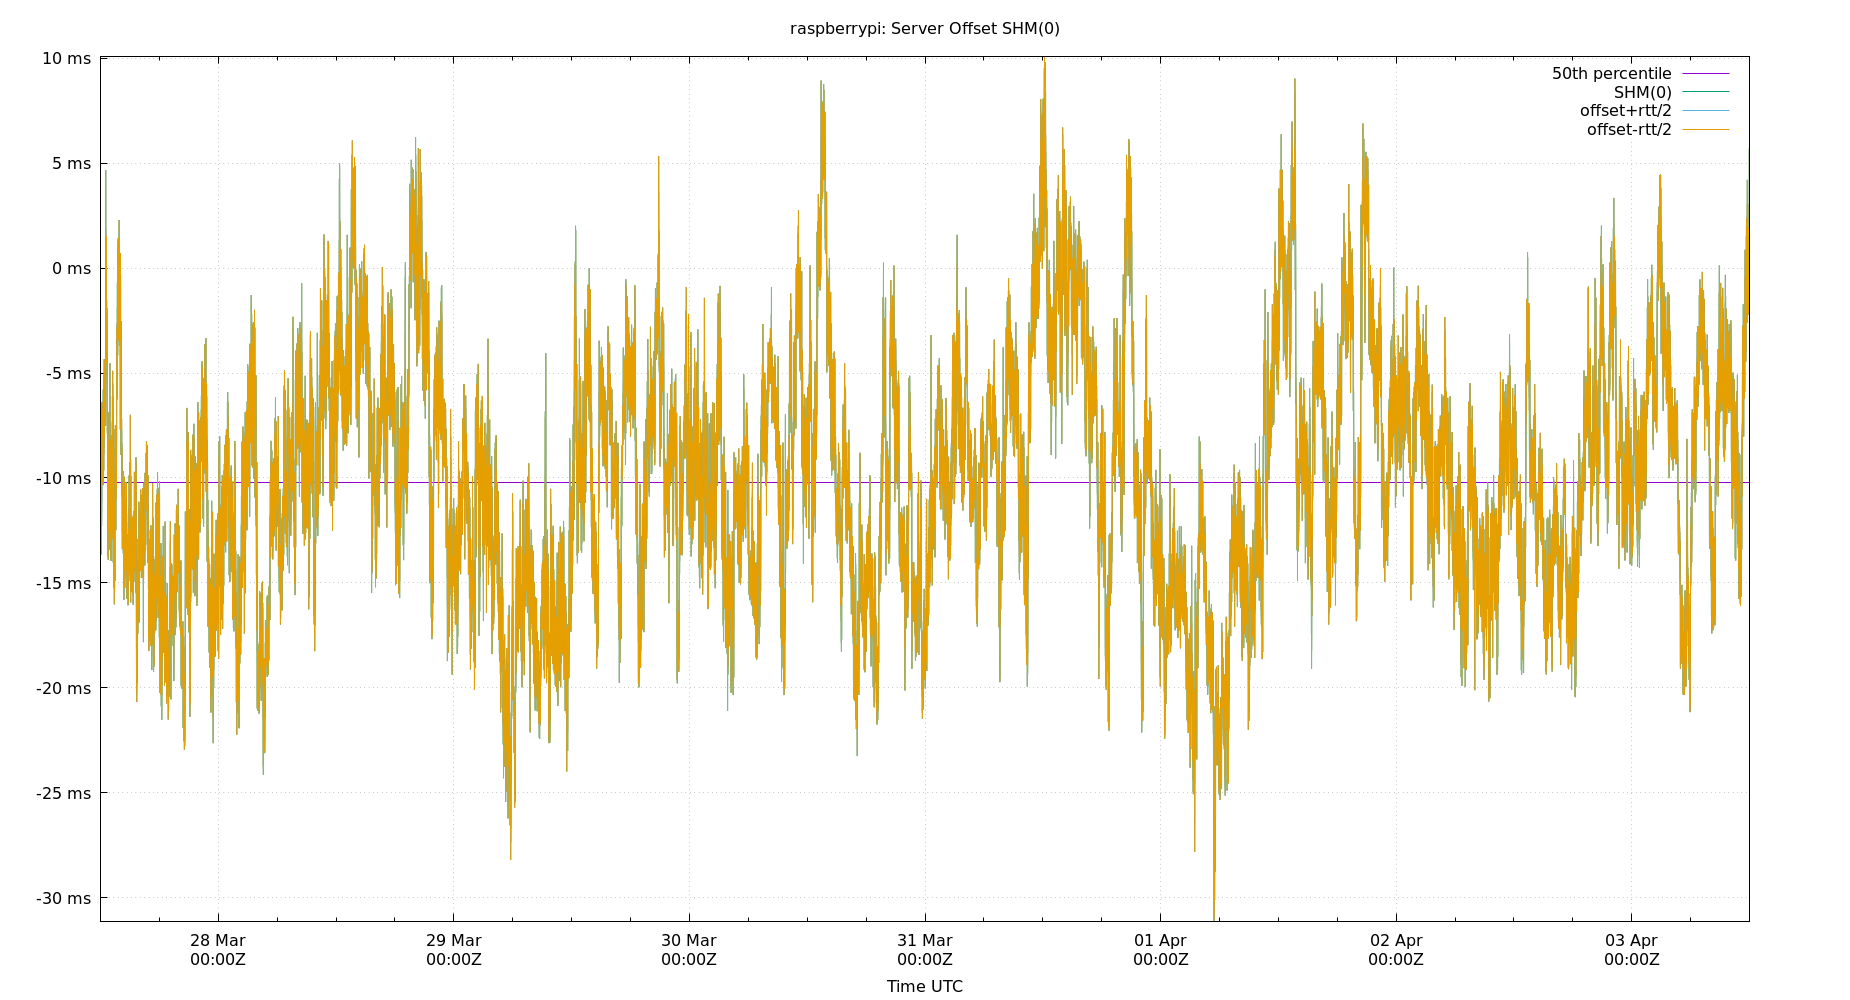 raspberrypi: Server Offset SHM(0)
10 ms
5 ms
0 ms
-5 ms
-10 ms
-15 ms
-20 ms
-25 ms
-30 ms
50th percentile
SHM(0)
offset+rtt/2
offset-rtt/2
28 Mar
00:00Z
29 Mar
00:00Z
30 Mar
00:00Z
31 Mar
00:00Z
01 Apr
00:00Z
02 Apr
00:00Z
03 Apr
00:00Z
Time UTC